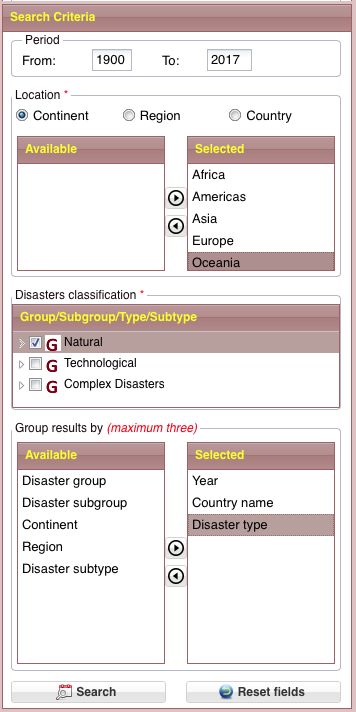 Search Criteria
Period
From: 1900 To: 2017
Location *
Continent Region Country
Available Selected
Africa
Americas
Asia
Europe
Oceania
Disasters classification *
Group/Subgroup/Type/Subtype
G Natural
G Technological
G Complex Disasters
Group results by (maximum three)
Available Selected
Disaster group Year
Disaster subgroup Country name
Continent Disaster type
Region
Disaster subtype
Search Reset fields